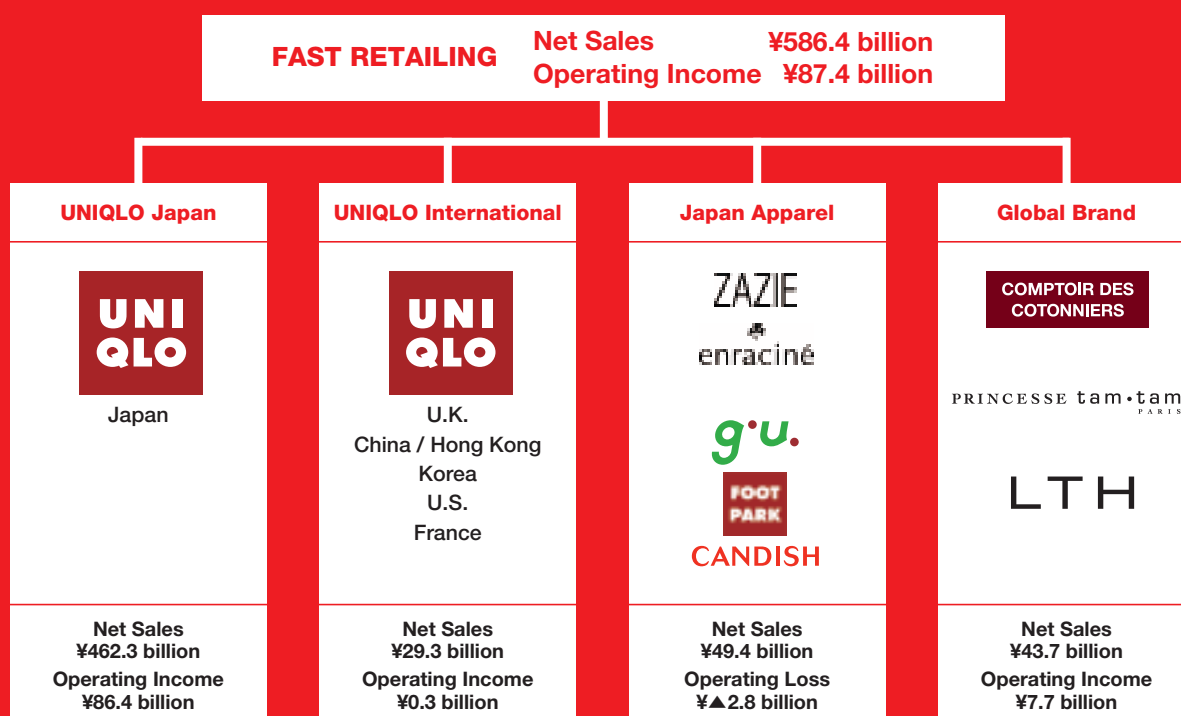 FAST RETAILING
Net Sales ¥586.4 billion
Operating Income ¥87.4 billion
UNIQLO Japan
UNI
QLO
Japan
Net Sales
¥462.3 billion
Operating Income
¥86.4 billion
UNIQLO International
UNI
QLO
U.K.
China / Hong Kong
Korea
U.S.
France
Net Sales
¥29.3 billion
Operating Income
¥0.3 billion
Japan Apparel
ZAZIE
enraciné
g.u.
FOOT
PARK
CANDISH
Net Sales
¥49.4 billion
Operating Loss
¥▲2.8 billion
Global Brand
COMPTOIR DES
COTONNIERS
PRINCESSE tam•tam
PARIS
LTH
Net Sales
¥43.7 billion
Operating Income
¥7.7 billion